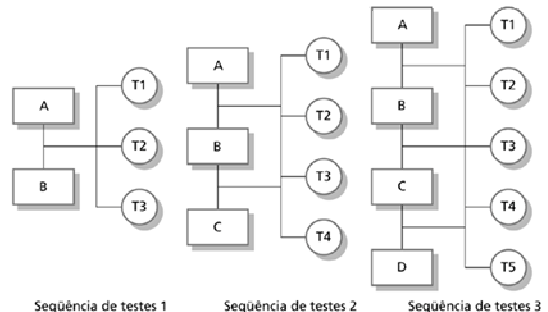 A
B
T1
T2
T3
Seqüência de testes 1
A
B
C
T1
T2
T3
T4
Seqüência de testes 2
A
B
C
D
T1
T2
T3
T4
T5
Seqüência de testes 3